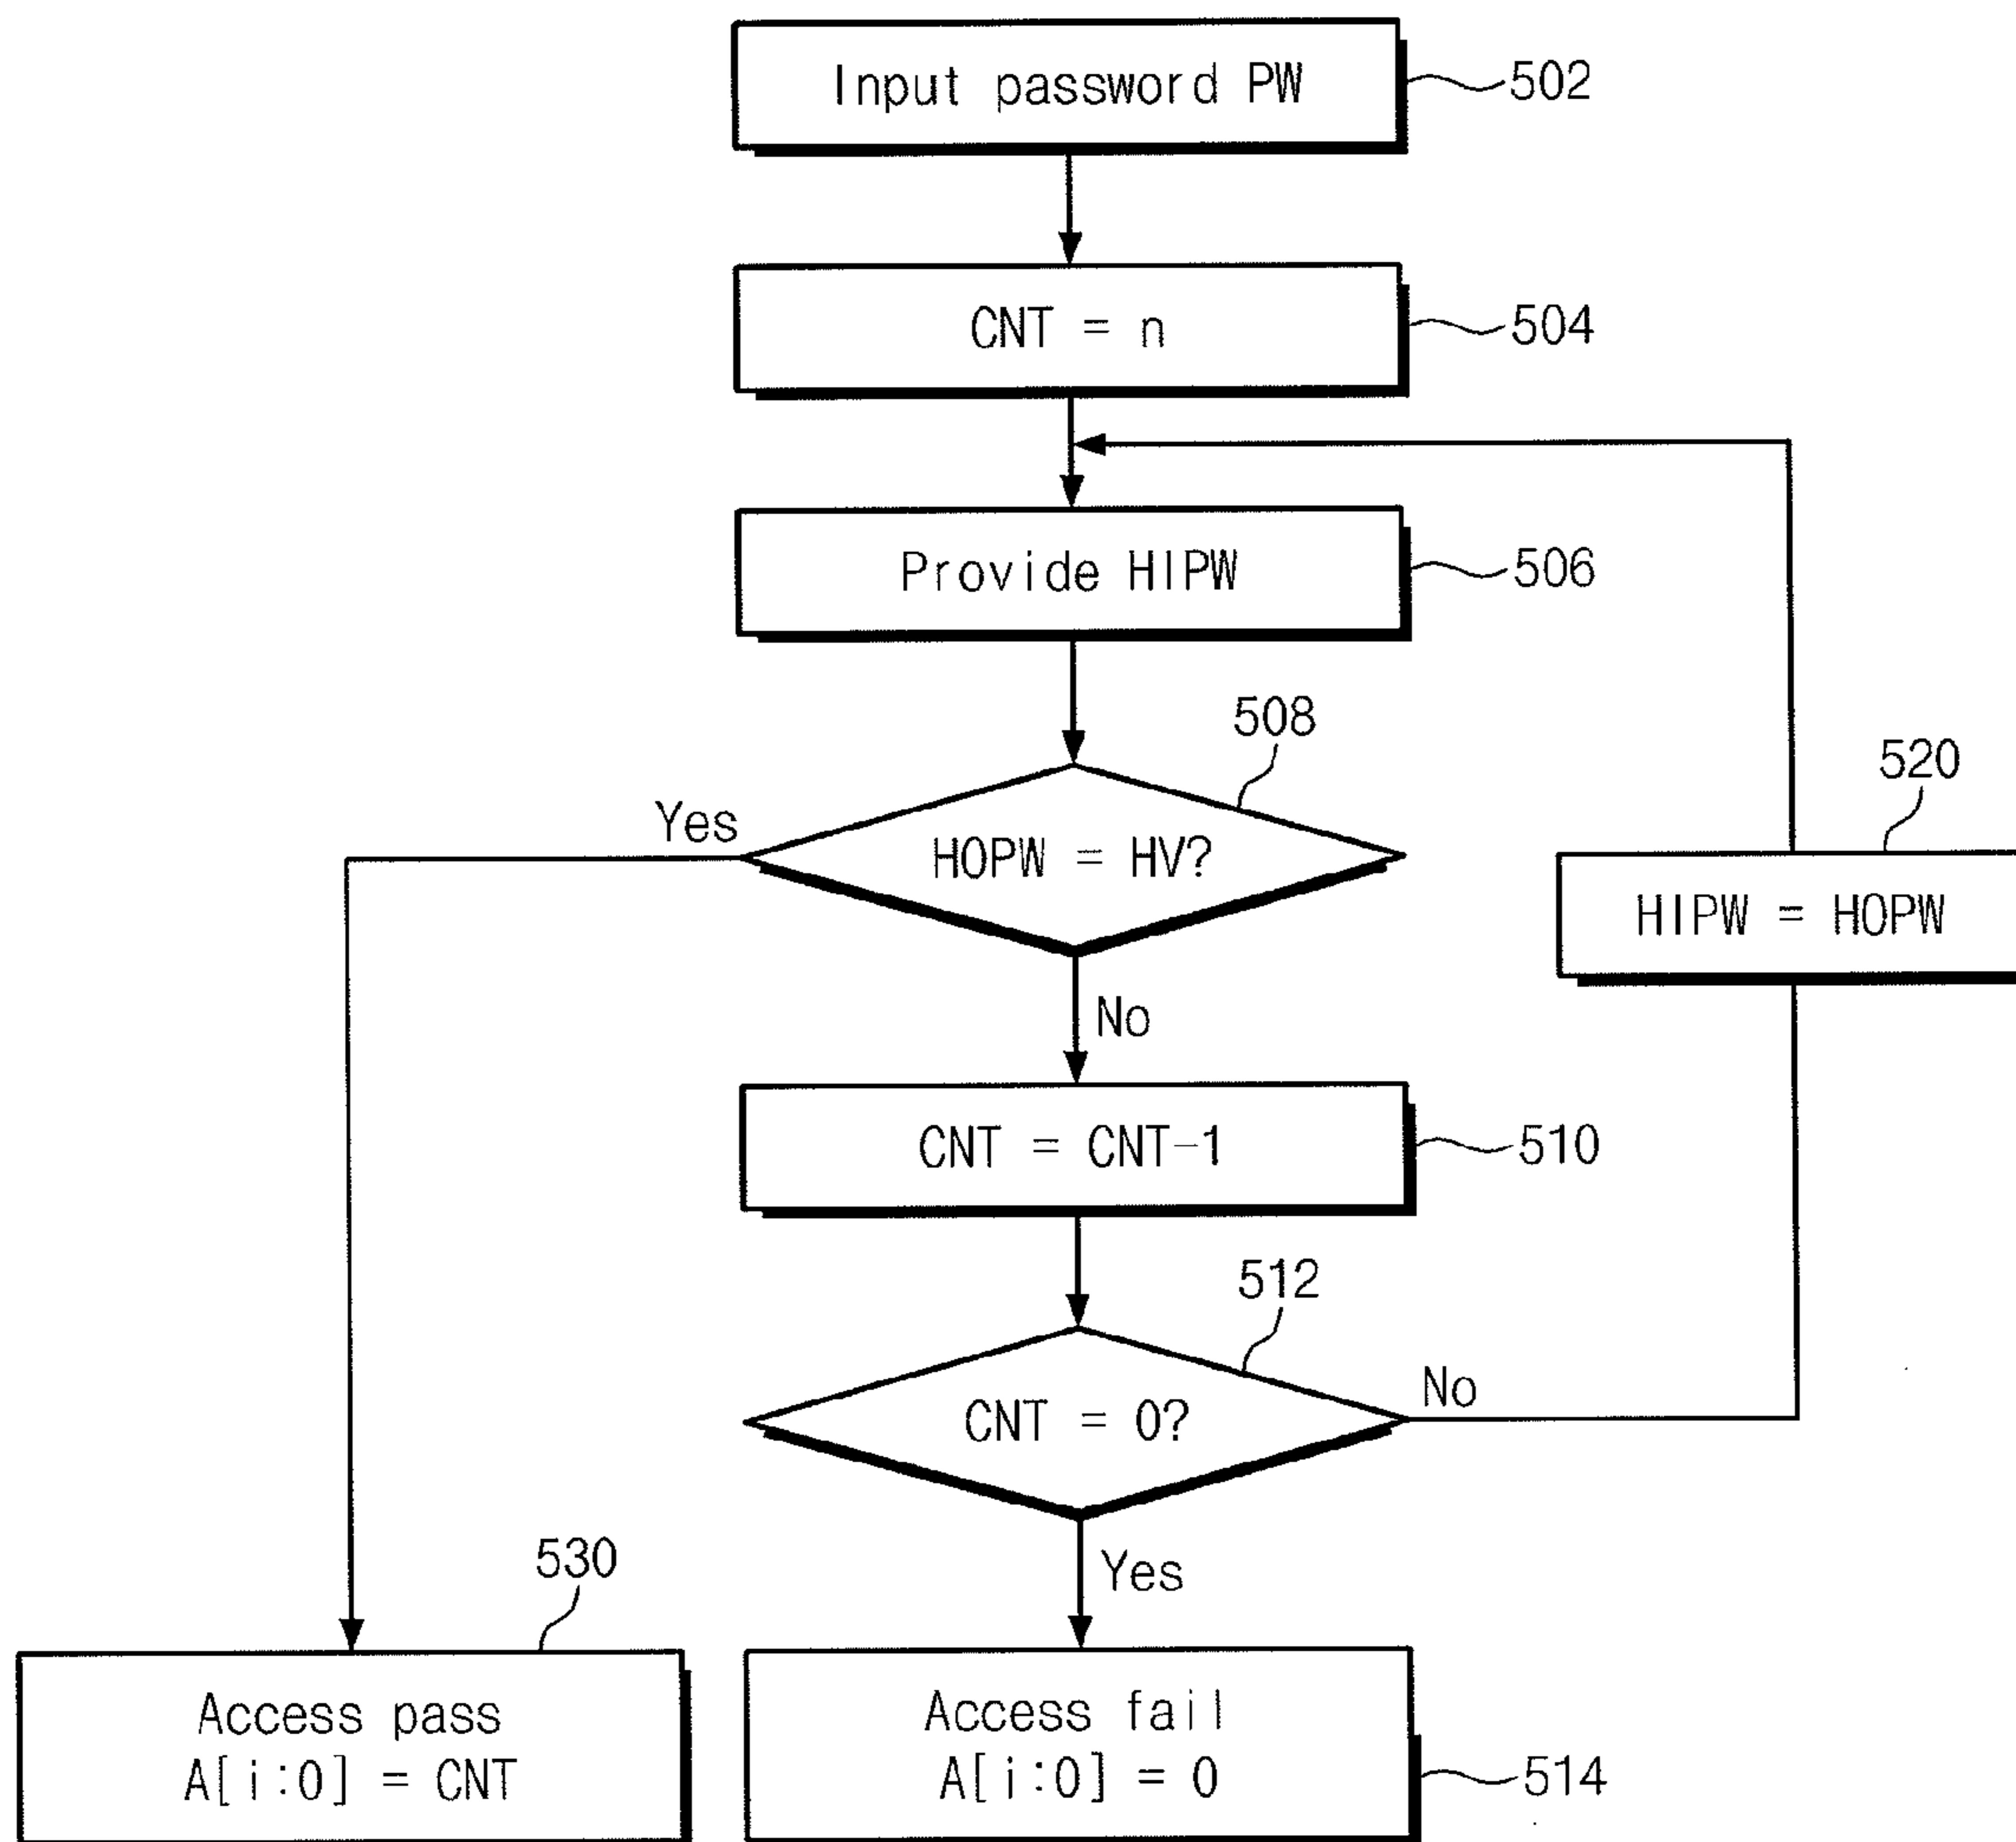 Input password PW
502
CNT = n
504
Provide HIPW
506
508
HOPW = HV?
Yes
No
520
HIPW = HOPW
CNT = CNT-1
510
512
CNT = 0?
No
Yes
530
Access pass
A[i:0] = CNT
Access fail
A[i:0] = 0
514